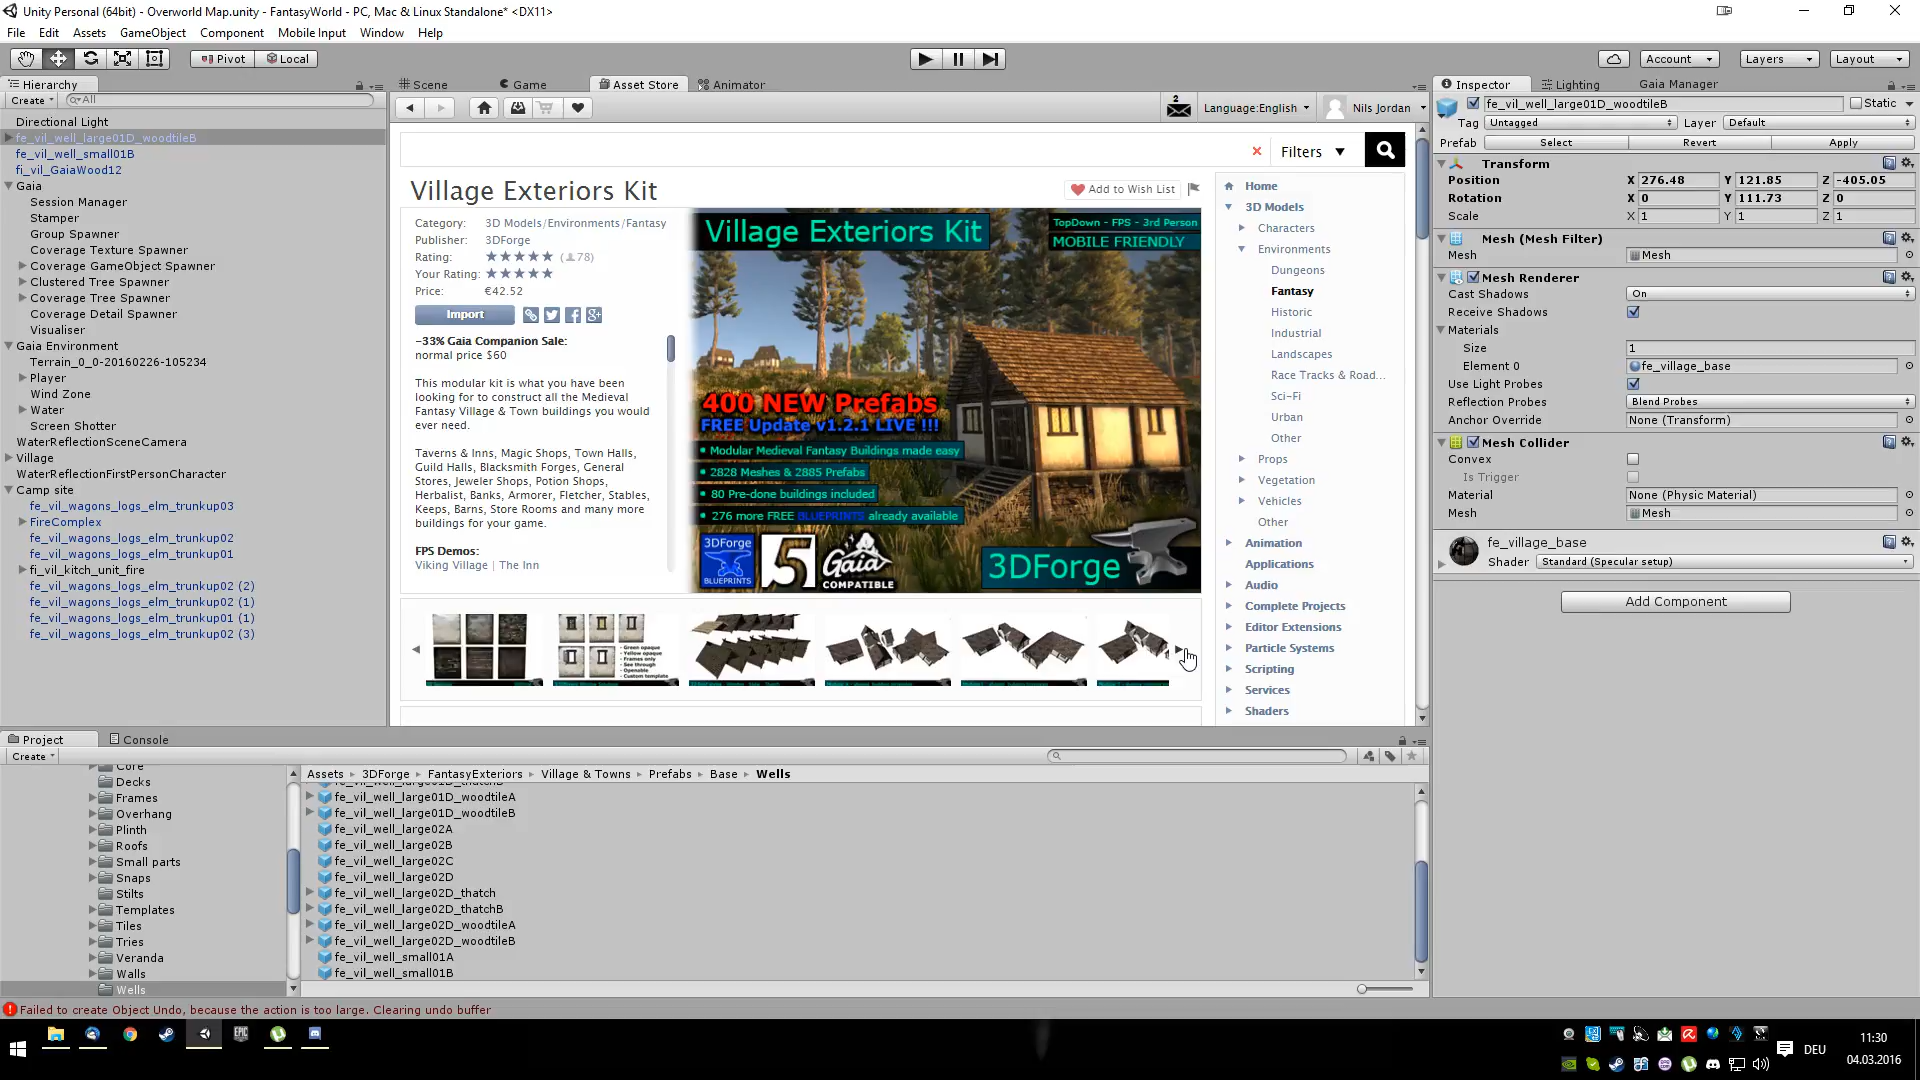 Unity Personal (64bit) - Overworld Map.unity - FantasyWorld - PC, Mac & Linux Standalone* <DX11>
File Edit Assets GameObject Component Mobile Input Window Help
Pivot Local
Account Layers Layout
Hierarchy
Create All
Directional Light
fe_vil_well_large01D_woodtileB
fe_vil_well_small01B
fi_vil_GaiaWood12
Gaia
Session Manager
Stamper
Group Spawner
Coverage Texture Spawner
Coverage GameObject Spawner
Clustered Tree Spawner
Coverage Tree Spawner
Coverage Detail Spawner
Visualiser
Gaia Environment
Terrain_0_0-20160226-105234
Player
Wind Zone
Water
Screen Shotter
WaterReflectionSceneCamera
Village
WaterReflectionFirstPersonCharacter
Camp site
fe_vil_wagons_logs_elm_trunkup03
FireComplex
fe_vil_wagons_logs_elm_trunkup02
fe_vil_wagons_logs_elm_trunkup01
fi_vil_kitch_unit_fire
fe_vil_wagons_logs_elm_trunkup02 (2)
fe_vil_wagons_logs_elm_trunkup02 (1)
fe_vil_wagons_logs_elm_trunkup01 (1)
fe_vil_wagons_logs_elm_trunkup02 (3)
Scene Game Asset Store Animator
2 Language:English Nils Jordan
Filters
Village Exteriors Kit
Add to Wish List
Category: 3D Models/Environments/Fantasy
Publisher: 3DForge
Rating: (78)
Your Rating:
Price: €42.52
Import
-33% Gaia Companion Sale:
normal price $60
This modular kit is what you have been
looking for to construct all the Medieval
Fantasy Village & Town buildings you would
ever need.
Taverns & Inns, Magic Shops, Town Halls,
Guild Halls, Blacksmith Forges, General
Stores, Jeweler Shops, Potion Shops,
Herbalist, Banks, Armorer, Fletcher, Stables,
Keeps, Barns, Store Rooms and many more
buildings for your game.
FPS Demos:
Viking Village | The Inn
Village Exteriors Kit
TopDown - FPS - 3rd Person
MOBILE FRIENDLY
400 NEW Prefabs
FREE Update v1.2.1 LIVE !!!
• Modular Medieval Fantasy Buildings made easy
• 2828 Meshes & 2885 Prefabs
• 80 Pre-done buildings included
• 276 more FREE BLUEPRINTS already available
3DForge
BLUEPRINTS
5
Gaia
COMPATIBLE
3DForge
- Green opaque
- Yellow opaque
- Frames only
- See through
- Openable
- Custom template
Home
3D Models
Characters
Environments
Dungeons
Fantasy
Historic
Industrial
Landscapes
Race Tracks & Road...
Sci-Fi
Urban
Other
Props
Vegetation
Vehicles
Other
Animation
Applications
Audio
Complete Projects
Editor Extensions
Particle Systems
Scripting
Services
Shaders
Inspector Lighting Gaia Manager
fe_vil_well_large01D_woodtileB Static
Tag Untagged Layer Default
Prefab Select Revert Apply
Transform
Position X 276.48 Y 121.85 Z -405.05
Rotation X 0 Y 111.73 Z 0
Scale X 1 Y 1 Z 1
Mesh (Mesh Filter)
Mesh Mesh
Mesh Renderer
Cast Shadows On
Receive Shadows
Materials
Size 1
Element 0 fe_village_base
Use Light Probes
Reflection Probes Blend Probes
Anchor Override None (Transform)
Mesh Collider
Convex
Is Trigger
Material None (Physic Material)
Mesh Mesh
fe_village_base
Shader Standard (Specular setup)
Add Component
Project Console
Create
Core
Decks
Frames
Overhang
Plinth
Roofs
Small parts
Snaps
Stilts
Templates
Tiles
Tries
Veranda
Walls
Wells
Assets 3DForge FantasyExteriors Village & Towns Prefabs Base Wells
fe_vil_well_large01D_thatchB
fe_vil_well_large01D_woodtileA
fe_vil_well_large01D_woodtileB
fe_vil_well_large02A
fe_vil_well_large02B
fe_vil_well_large02C
fe_vil_well_large02D
fe_vil_well_large02D_thatch
fe_vil_well_large02D_thatchB
fe_vil_well_large02D_woodtileA
fe_vil_well_large02D_woodtileB
fe_vil_well_small01A
fe_vil_well_small01B
Failed to create Object Undo, because the action is too large. Clearing undo buffer
EPIC
DEU
11:30
04.03.2016